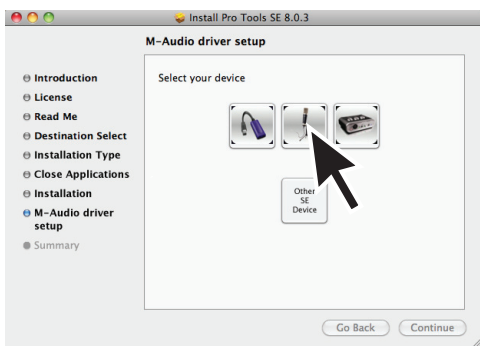 Install Pro Tools SE 8.0.3
M-Audio driver setup
Introduction
License
Read Me
Destination Select
Installation Type
Close Applications
Installation
M-Audio driver
setup
Summary
Select your device
Other
SE
Device
Go Back
Continue